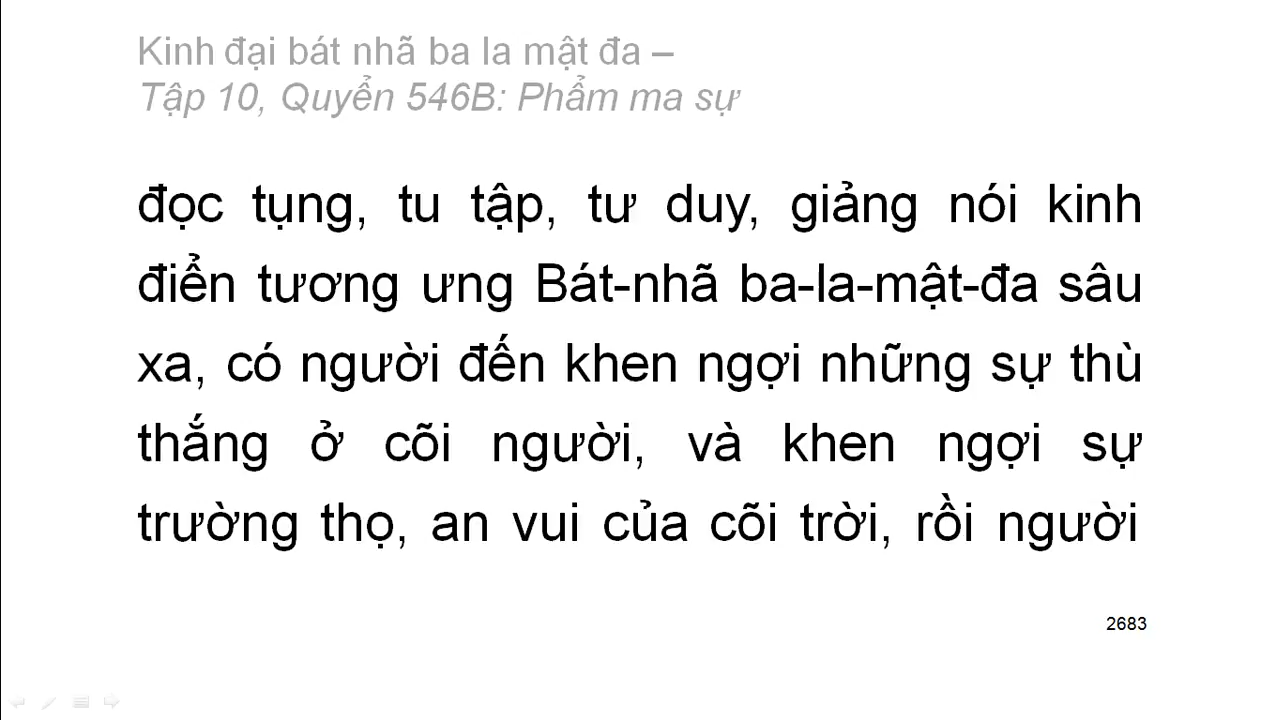 Kinh đại bát nhã ba la mật đa –
Tập 10, Quyển 546B: Phẩm ma sự
đọc tụng, tu tập, tư duy, giảng nói kinh
điển tương ưng Bát-nhã ba-la-mật-đa sâu
xa, có người đến khen ngợi những sự thù
thắng ở cõi người, và khen ngợi sự
trường thọ, an vui của cõi trời, rồi người
2683